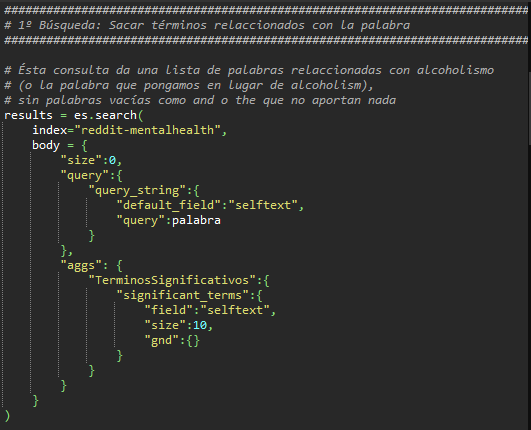 ################################################################################
# 1º Búsqueda: Sacar términos relaccionados con la palabra
################################################################################
# Ésta consulta da una lista de palabras relaccionadas con alcoholismo
# (o la palabra que pongamos en lugar de alcoholism),
# sin palabras vacías como and o the que no aportan nada
results = es.search(
    index="reddit-mentalhealth",
    body = {
        "size":0,
        "query":{
            "query_string":{
                "default_field":"selftext",
                "query":palabra
            }
        },
        "aggs": {
            "TerminosSignificativos":{
                "significant_terms":{
                    "field":"selftext",
                    "size":10,
                    "gnd":{}
                }
            }
        }
    }
)